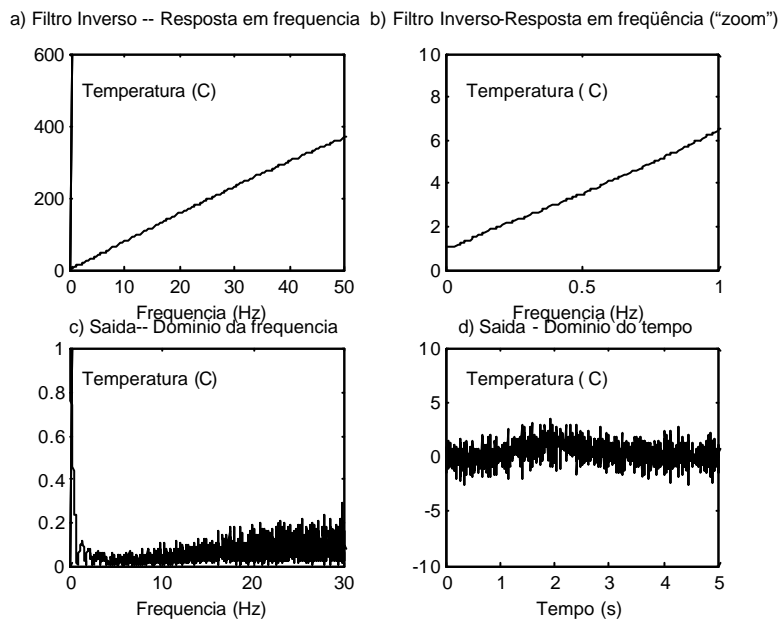 a) Filtro Inverso -- Resposta em frequencia
b) Filtro Inverso-Resposta em freqüência (“zoom”)
600
400
200
0
Temperatura (C)
0 10 20 30 40 50
Frequencia (Hz)
10
8
6
4
2
0
Temperatura ( C)
0 0.5 1
Frequencia (Hz)
c) Saida-- Dominio da frequencia
1
0.8
0.6
0.4
0.2
0
Temperatura (C)
0 10 20 30
Frequencia (Hz)
d) Saida - Dominio do tempo
10
5
0
-5
-10
Temperatura ( C)
0 1 2 3 4 5
Tempo (s)